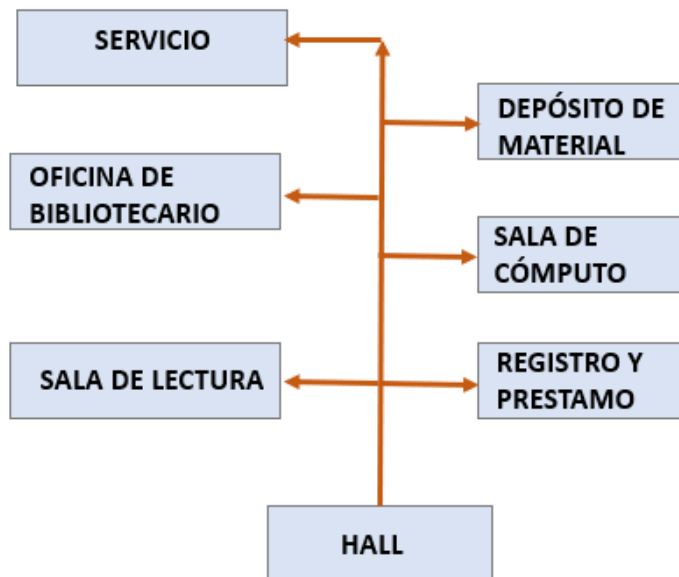 SERVICIO
DEPÓSITO DE
MATERIAL
OFICINA DE
BIBLIOTECARIO
SALA DE
CÓMPUTO
SALA DE LECTURA
REGISTRO Y
PRESTAMO
HALL